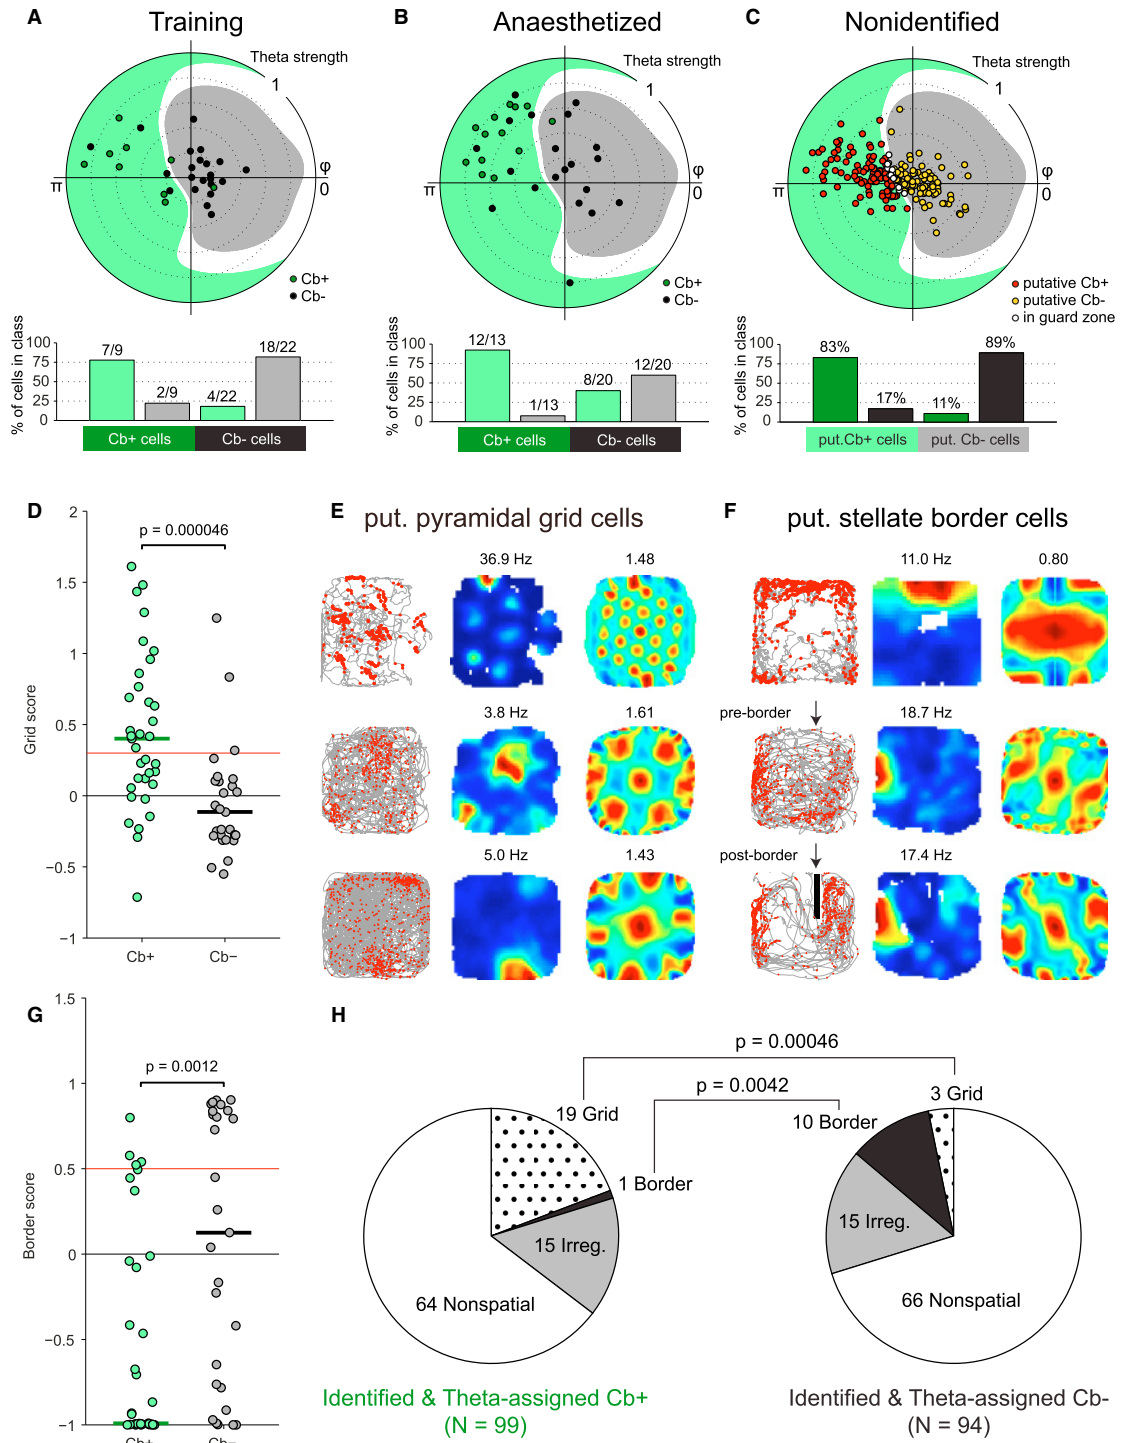 A
Training
Theta strength
1
φ
π
0
Cb+
Cb-
% of cells in class
100
75
50
25
0
7/9
2/9
4/22
18/22
Cb+ cells
Cb- cells
B
Anaesthetized
Theta strength
1
φ
π
0
Cb+
Cb-
% of cells in class
100
75
50
25
0
12/13
1/13
8/20
12/20
Cb+ cells
Cb- cells
C
Nonidentified
Theta strength
1
φ
π
0
putative Cb+
putative Cb-
in guard zone
% of cells in class
100
75
50
25
0
83%
17%
11%
89%
put.Cb+ cells
put. Cb- cells
D
Grid score
2
1.5
1
0.5
0
−0.5
−1
p = 0.000046
Cb+
Cb−
E
put. pyramidal grid cells
36.9 Hz
1.48
3.8 Hz
1.61
5.0 Hz
1.43
F
put. stellate border cells
11.0 Hz
0.80
pre-border
18.7 Hz
post-border
17.4 Hz
G
Border score
1.5
1
0.5
0
−0.5
−1
p = 0.0012
Cb+
Cb−
H
p = 0.00046
p = 0.0042
19 Grid
1 Border
15 Irreg.
64 Nonspatial
3 Grid
10 Border
15 Irreg.
66 Nonspatial
Identified & Theta-assigned Cb+
(N = 99)
Identified & Theta-assigned Cb-
(N = 94)